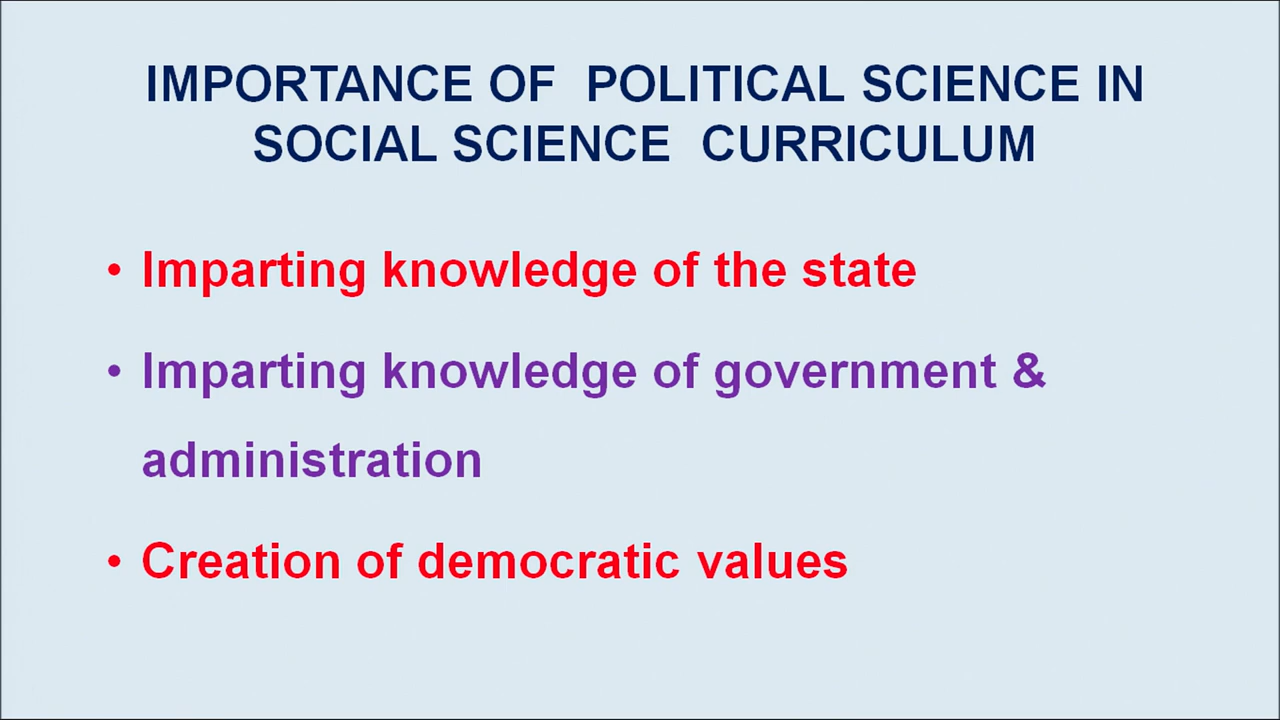 IMPORTANCE OF POLITICAL SCIENCE IN
SOCIAL SCIENCE CURRICULUM
• Imparting knowledge of the state
• Imparting knowledge of government &
administration
• Creation of democratic values